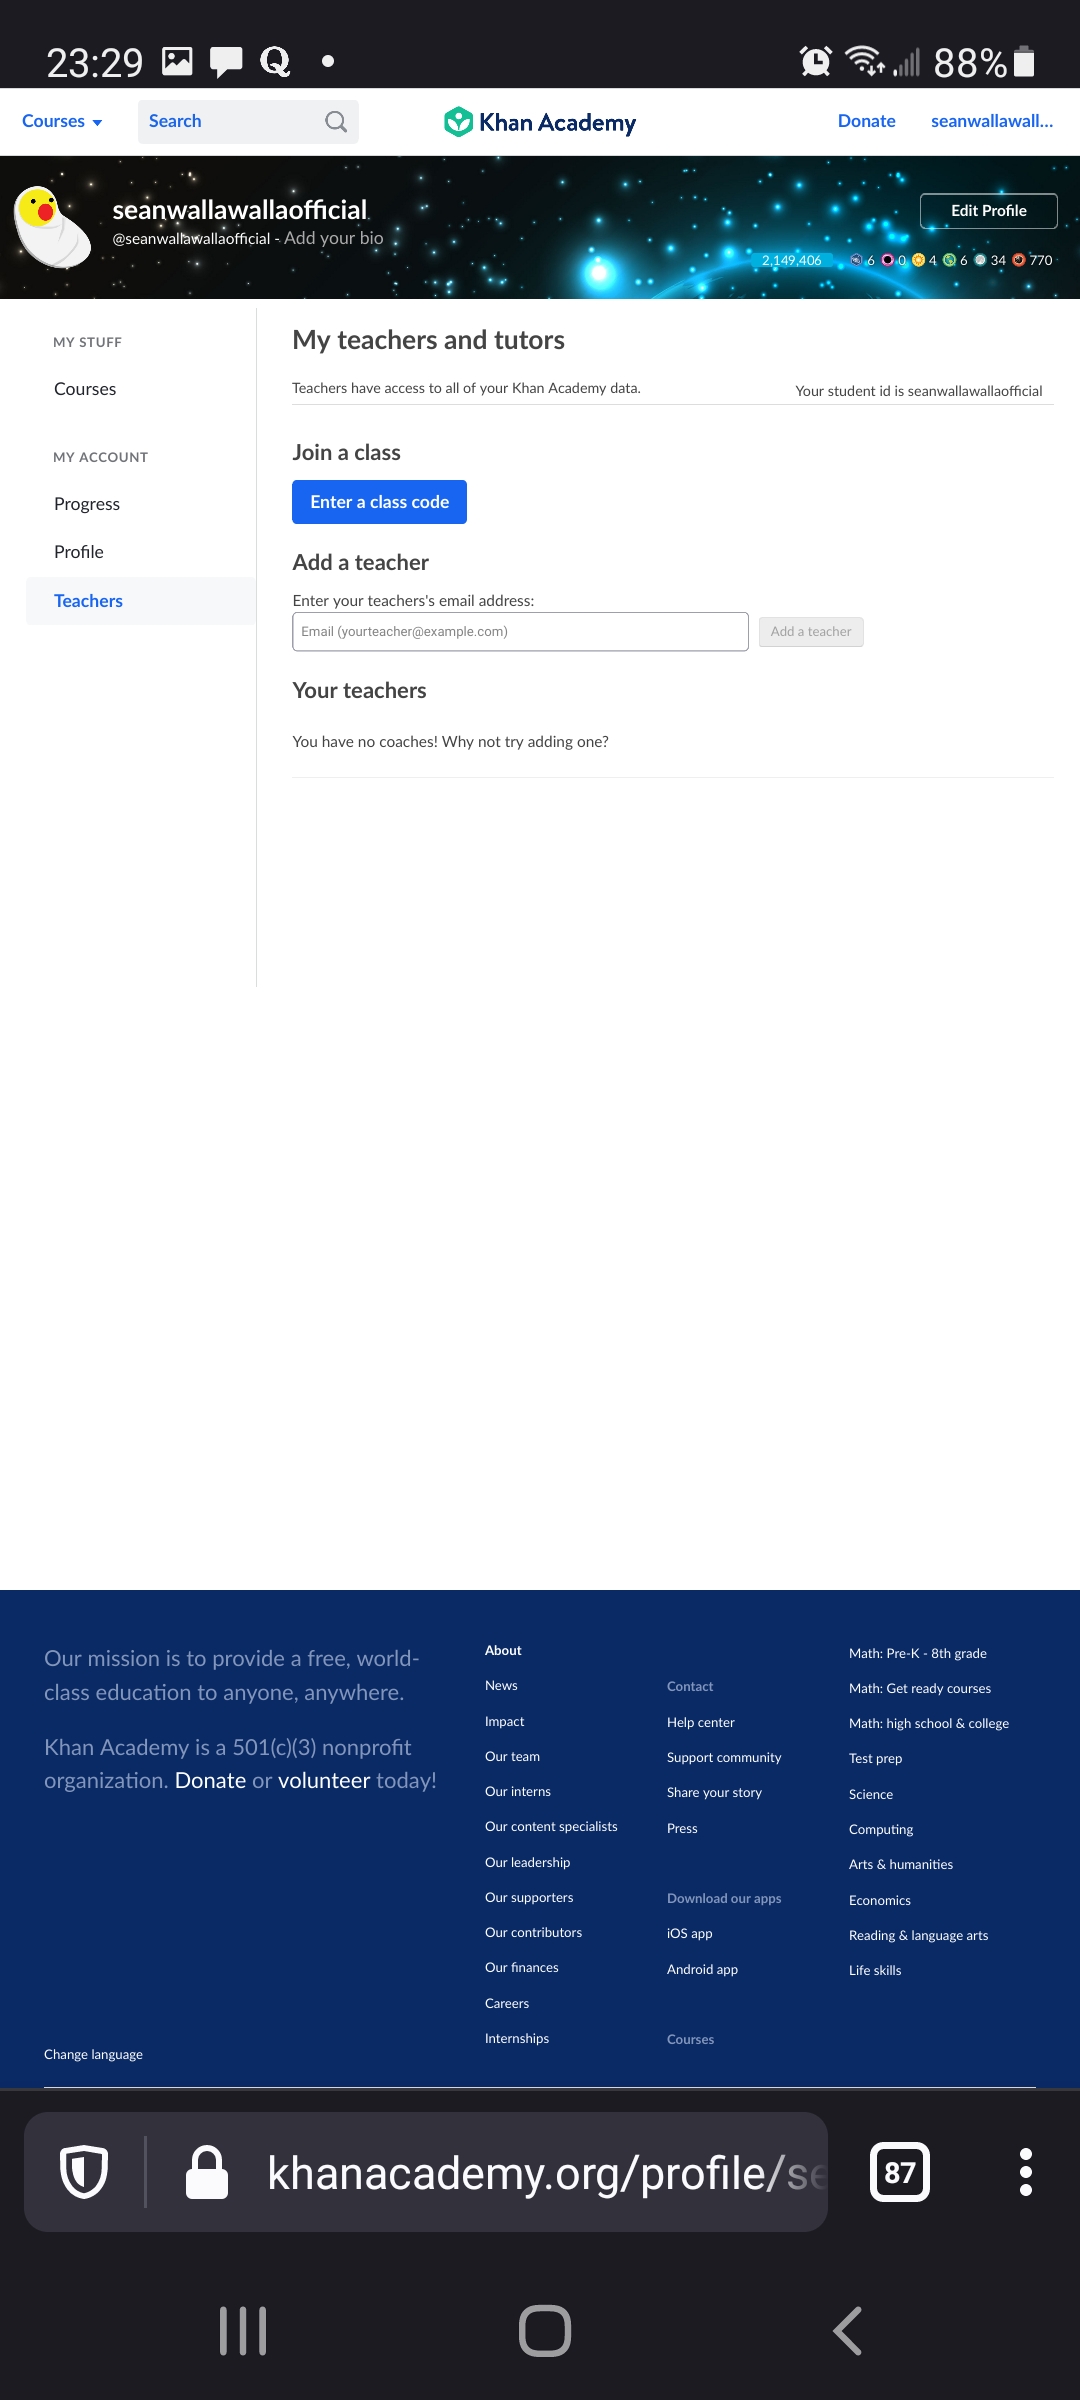 23:29
88%
Courses
Search
Khan Academy
Donate
seanwallawall...
seanwallawallaofficial
@seanwallawallaofficial - Add your bio
Edit Profile
2,149,406
6 0 4 6 34 770
MY STUFF
Courses
MY ACCOUNT
Progress
Profile
Teachers
My teachers and tutors
Teachers have access to all of your Khan Academy data.
Your student id is seanwallawallaofficial
Join a class
Enter a class code
Add a teacher
Enter your teachers's email address:
Email (yourteacher@example.com)
Add a teacher
Your teachers
You have no coaches! Why not try adding one?
Our mission is to provide a free, world-
class education to anyone, anywhere.
Khan Academy is a 501(c)(3) nonprofit
organization. Donate or volunteer today!
Change language
About
News
Impact
Our team
Our interns
Our content specialists
Our leadership
Our supporters
Our contributors
Our finances
Careers
Internships
Contact
Help center
Support community
Share your story
Press
Download our apps
iOS app
Android app
Courses
Math: Pre-K - 8th grade
Math: Get ready courses
Math: high school & college
Test prep
Science
Computing
Arts & humanities
Economics
Reading & language arts
Life skills
khanacademy.org/profile/se
87